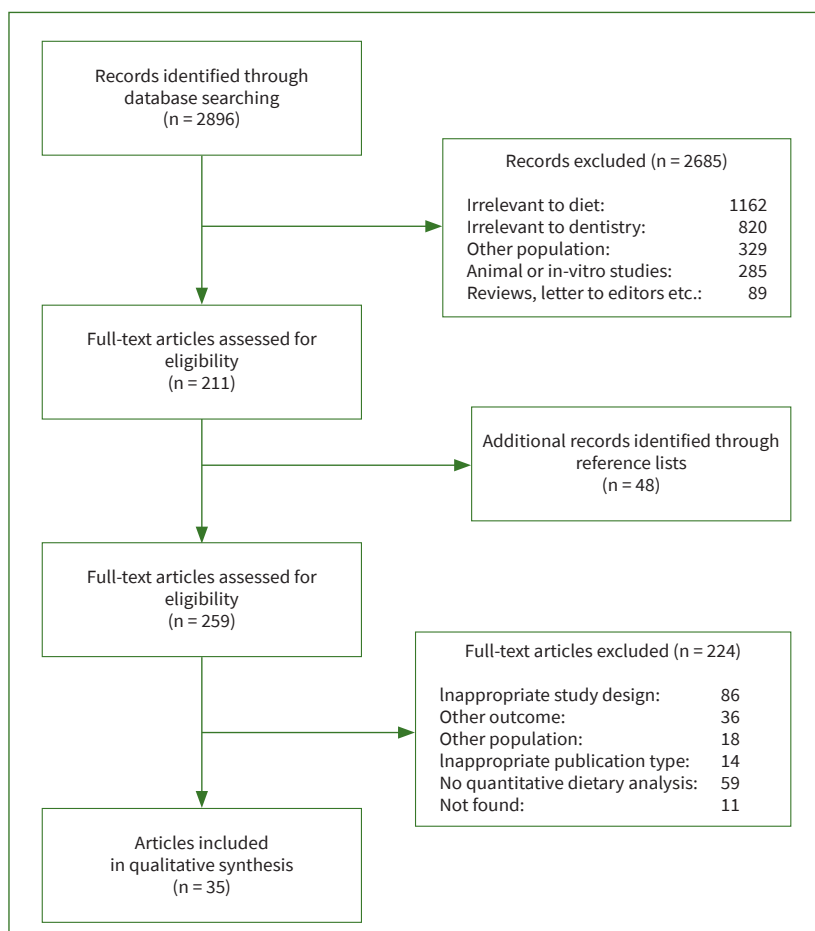 Records identified through
database searching
(n = 2896)
Records excluded (n = 2685)
Irrelevant to diet: 1162
Irrelevant to dentistry: 820
Other population: 329
Animal or in-vitro studies: 285
Reviews, letter to editors etc.: 89
Full-text articles assessed for
eligibility
(n = 211)
Additional records identified through
reference lists
(n = 48)
Full-text articles assessed for
eligibility
(n = 259)
Full-text articles excluded (n = 224)
Inappropriate study design: 86
Other outcome: 36
Other population: 18
Inappropriate publication type: 14
No quantitative dietary analysis: 59
Not found: 11
Articles included
in qualitative synthesis
(n = 35)